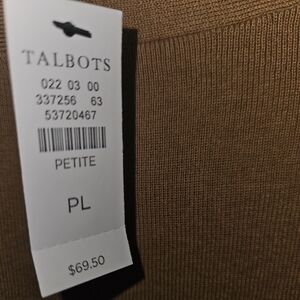 TALBOTS
022 03 00
337256 63
53720467
PETITE
PL
$69.50